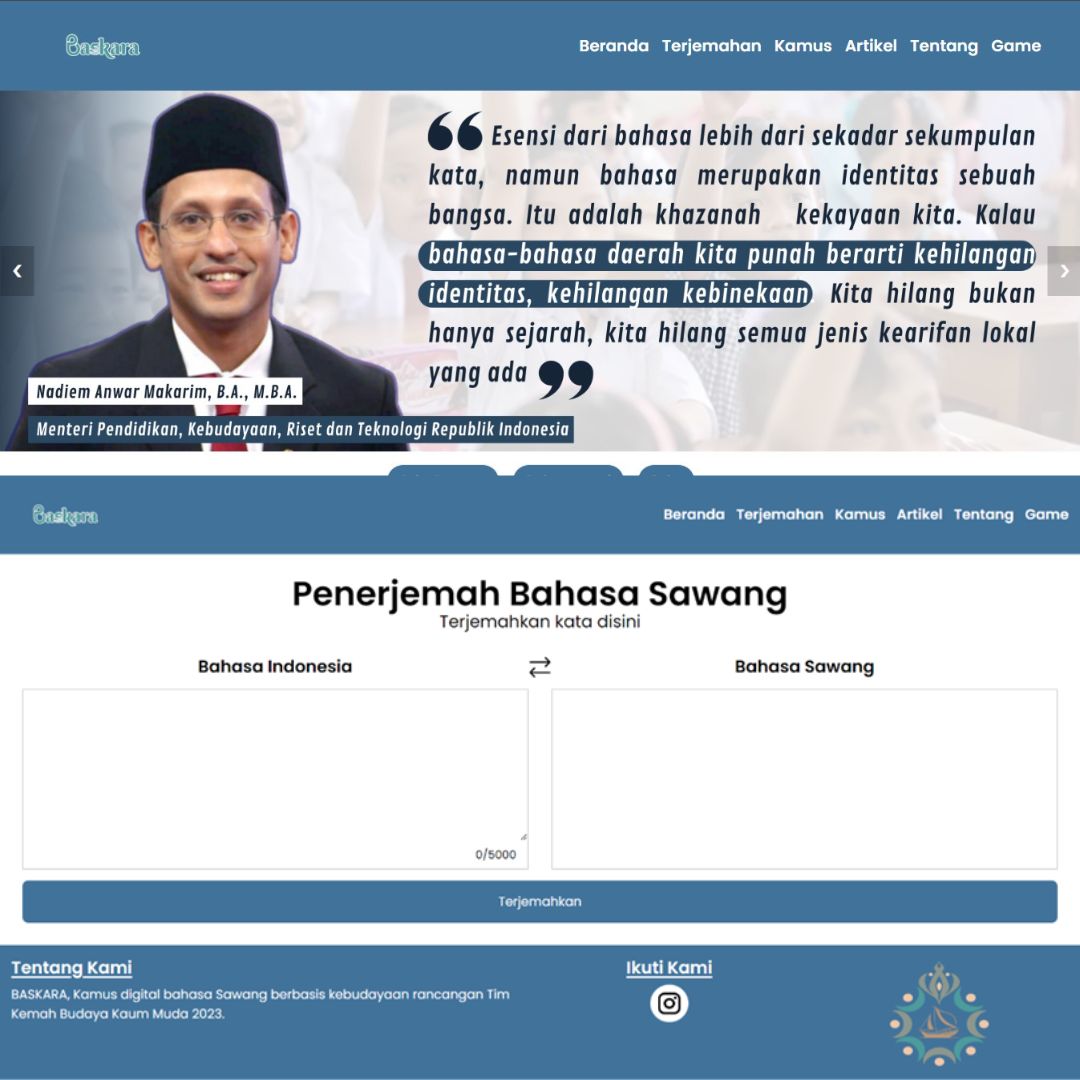 Baskara
Beranda Terjemahan Kamus Artikel Tentang Game
Esensi dari bahasa lebih dari sekadar sekumpulan
kata, namun bahasa merupakan identitas sebuah
bangsa. Itu adalah khazanah kekayaan kita. Kalau
bahasa-bahasa daerah kita punah berarti kehilangan
identitas, kehilangan kebinekaan Kita hilang bukan
hanya sejarah, kita hilang semua jenis kearifan lokal
yang ada
Nadiem Anwar Makarim, B.A., M.B.A.
Menteri Pendidikan, Kebudayaan, Riset dan Teknologi Republik Indonesia
Baskara
Beranda Terjemahan Kamus Artikel Tentang Game
Penerjemah Bahasa Sawang
Terjemahkan kata disini
Bahasa Indonesia
Bahasa Sawang
0/5000
Terjemahkan
Tentang Kami
BASKARA, Kamus digital bahasa Sawang berbasis kebudayaan rancangan Tim
Kemah Budaya Kaum Muda 2023.
Ikuti Kami